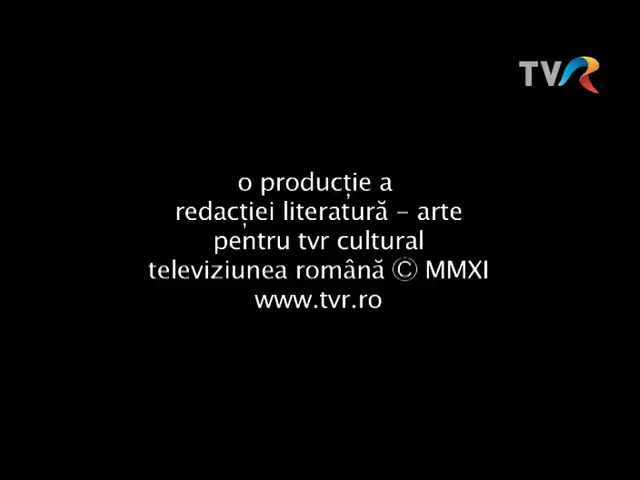 TVR
o producție a
redacției literatură – arte
pentru tvr cultural
televiziunea română © MMXI
www.tvr.ro